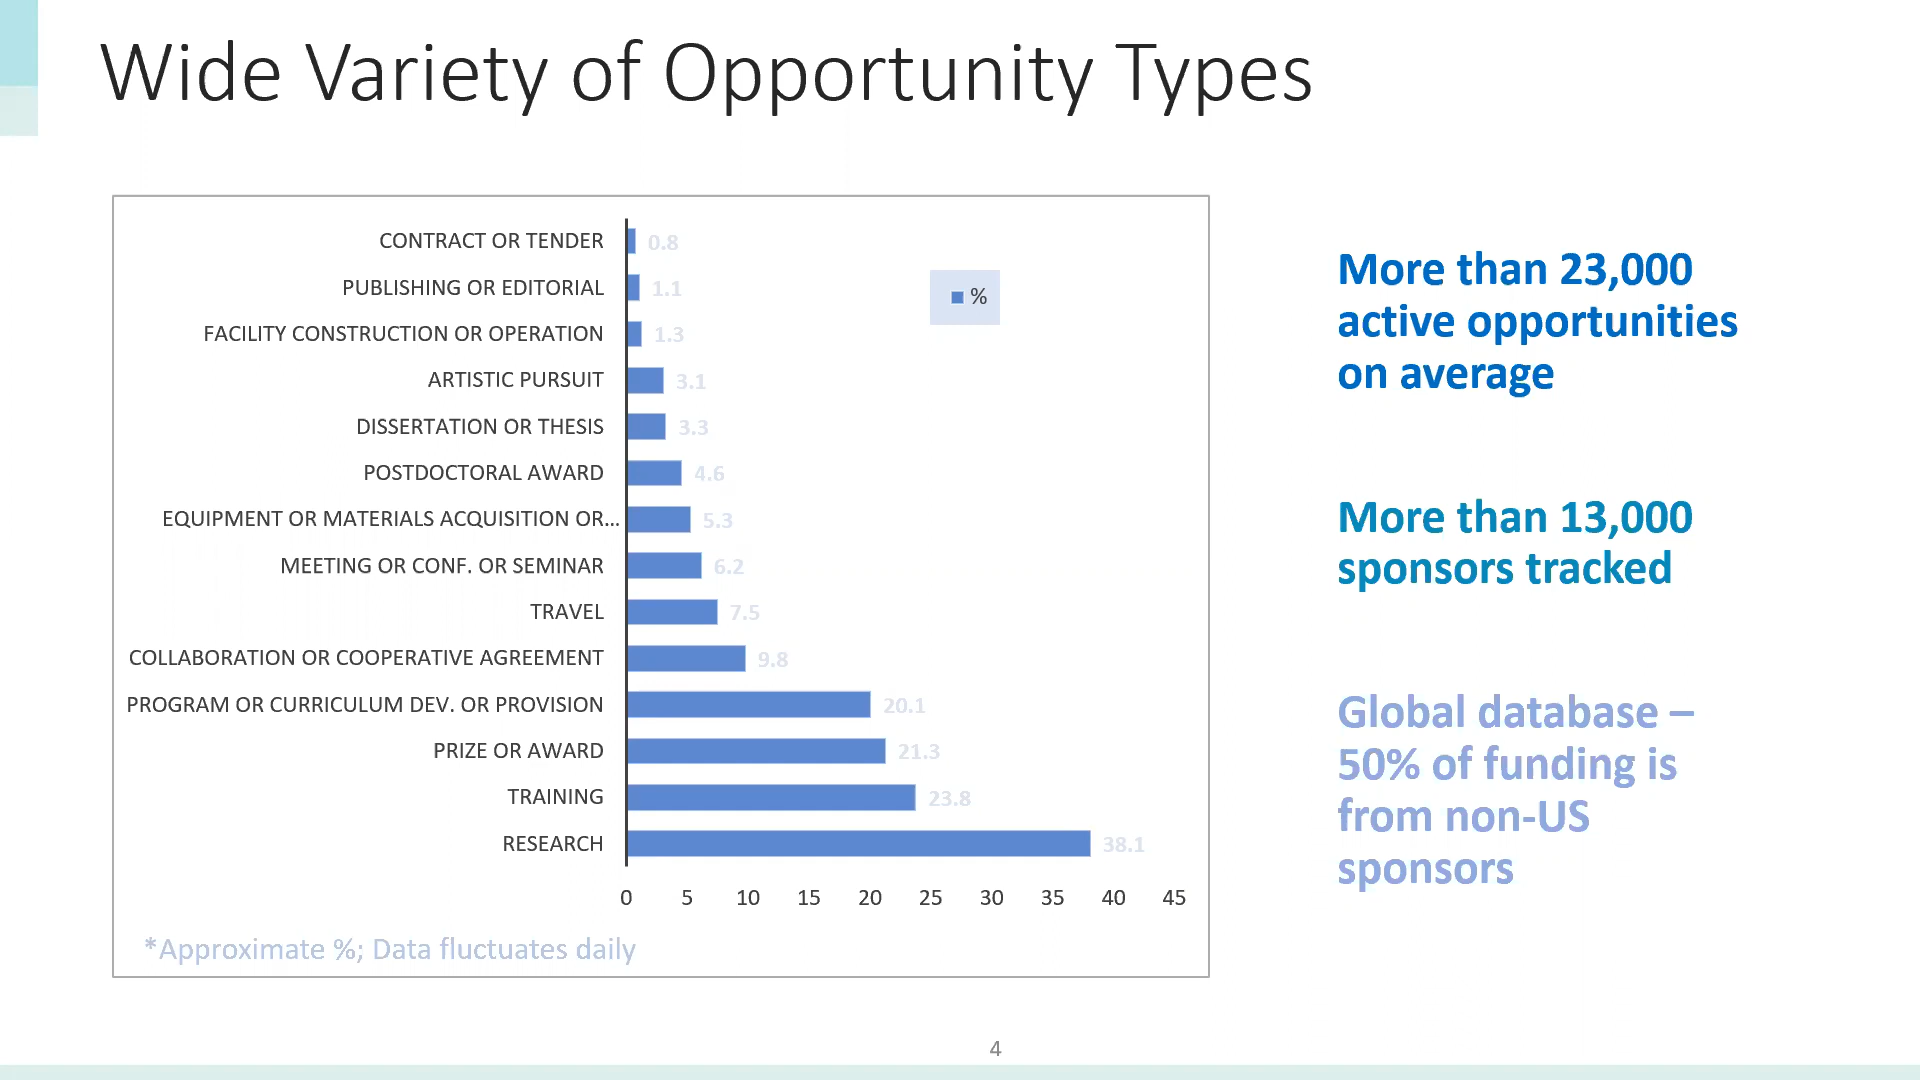 Wide Variety of Opportunity Types
CONTRACT OR TENDER 0.8
PUBLISHING OR EDITORIAL 1.1
FACILITY CONSTRUCTION OR OPERATION 1.3
ARTISTIC PURSUIT 3.1
DISSERTATION OR THESIS 3.3
POSTDOCTORAL AWARD 4.6
EQUIPMENT OR MATERIALS ACQUISITION OR... 5.3
MEETING OR CONF. OR SEMINAR 6.2
TRAVEL 7.5
COLLABORATION OR COOPERATIVE AGREEMENT 9.8
PROGRAM OR CURRICULUM DEV. OR PROVISION 20.1
PRIZE OR AWARD 21.3
TRAINING 23.8
RESEARCH 38.1
0 5 10 15 20 25 30 35 40 45
%
*Approximate %; Data fluctuates daily
More than 23,000
active opportunities
on average
More than 13,000
sponsors tracked
Global database –
50% of funding is
from non-US
sponsors
4